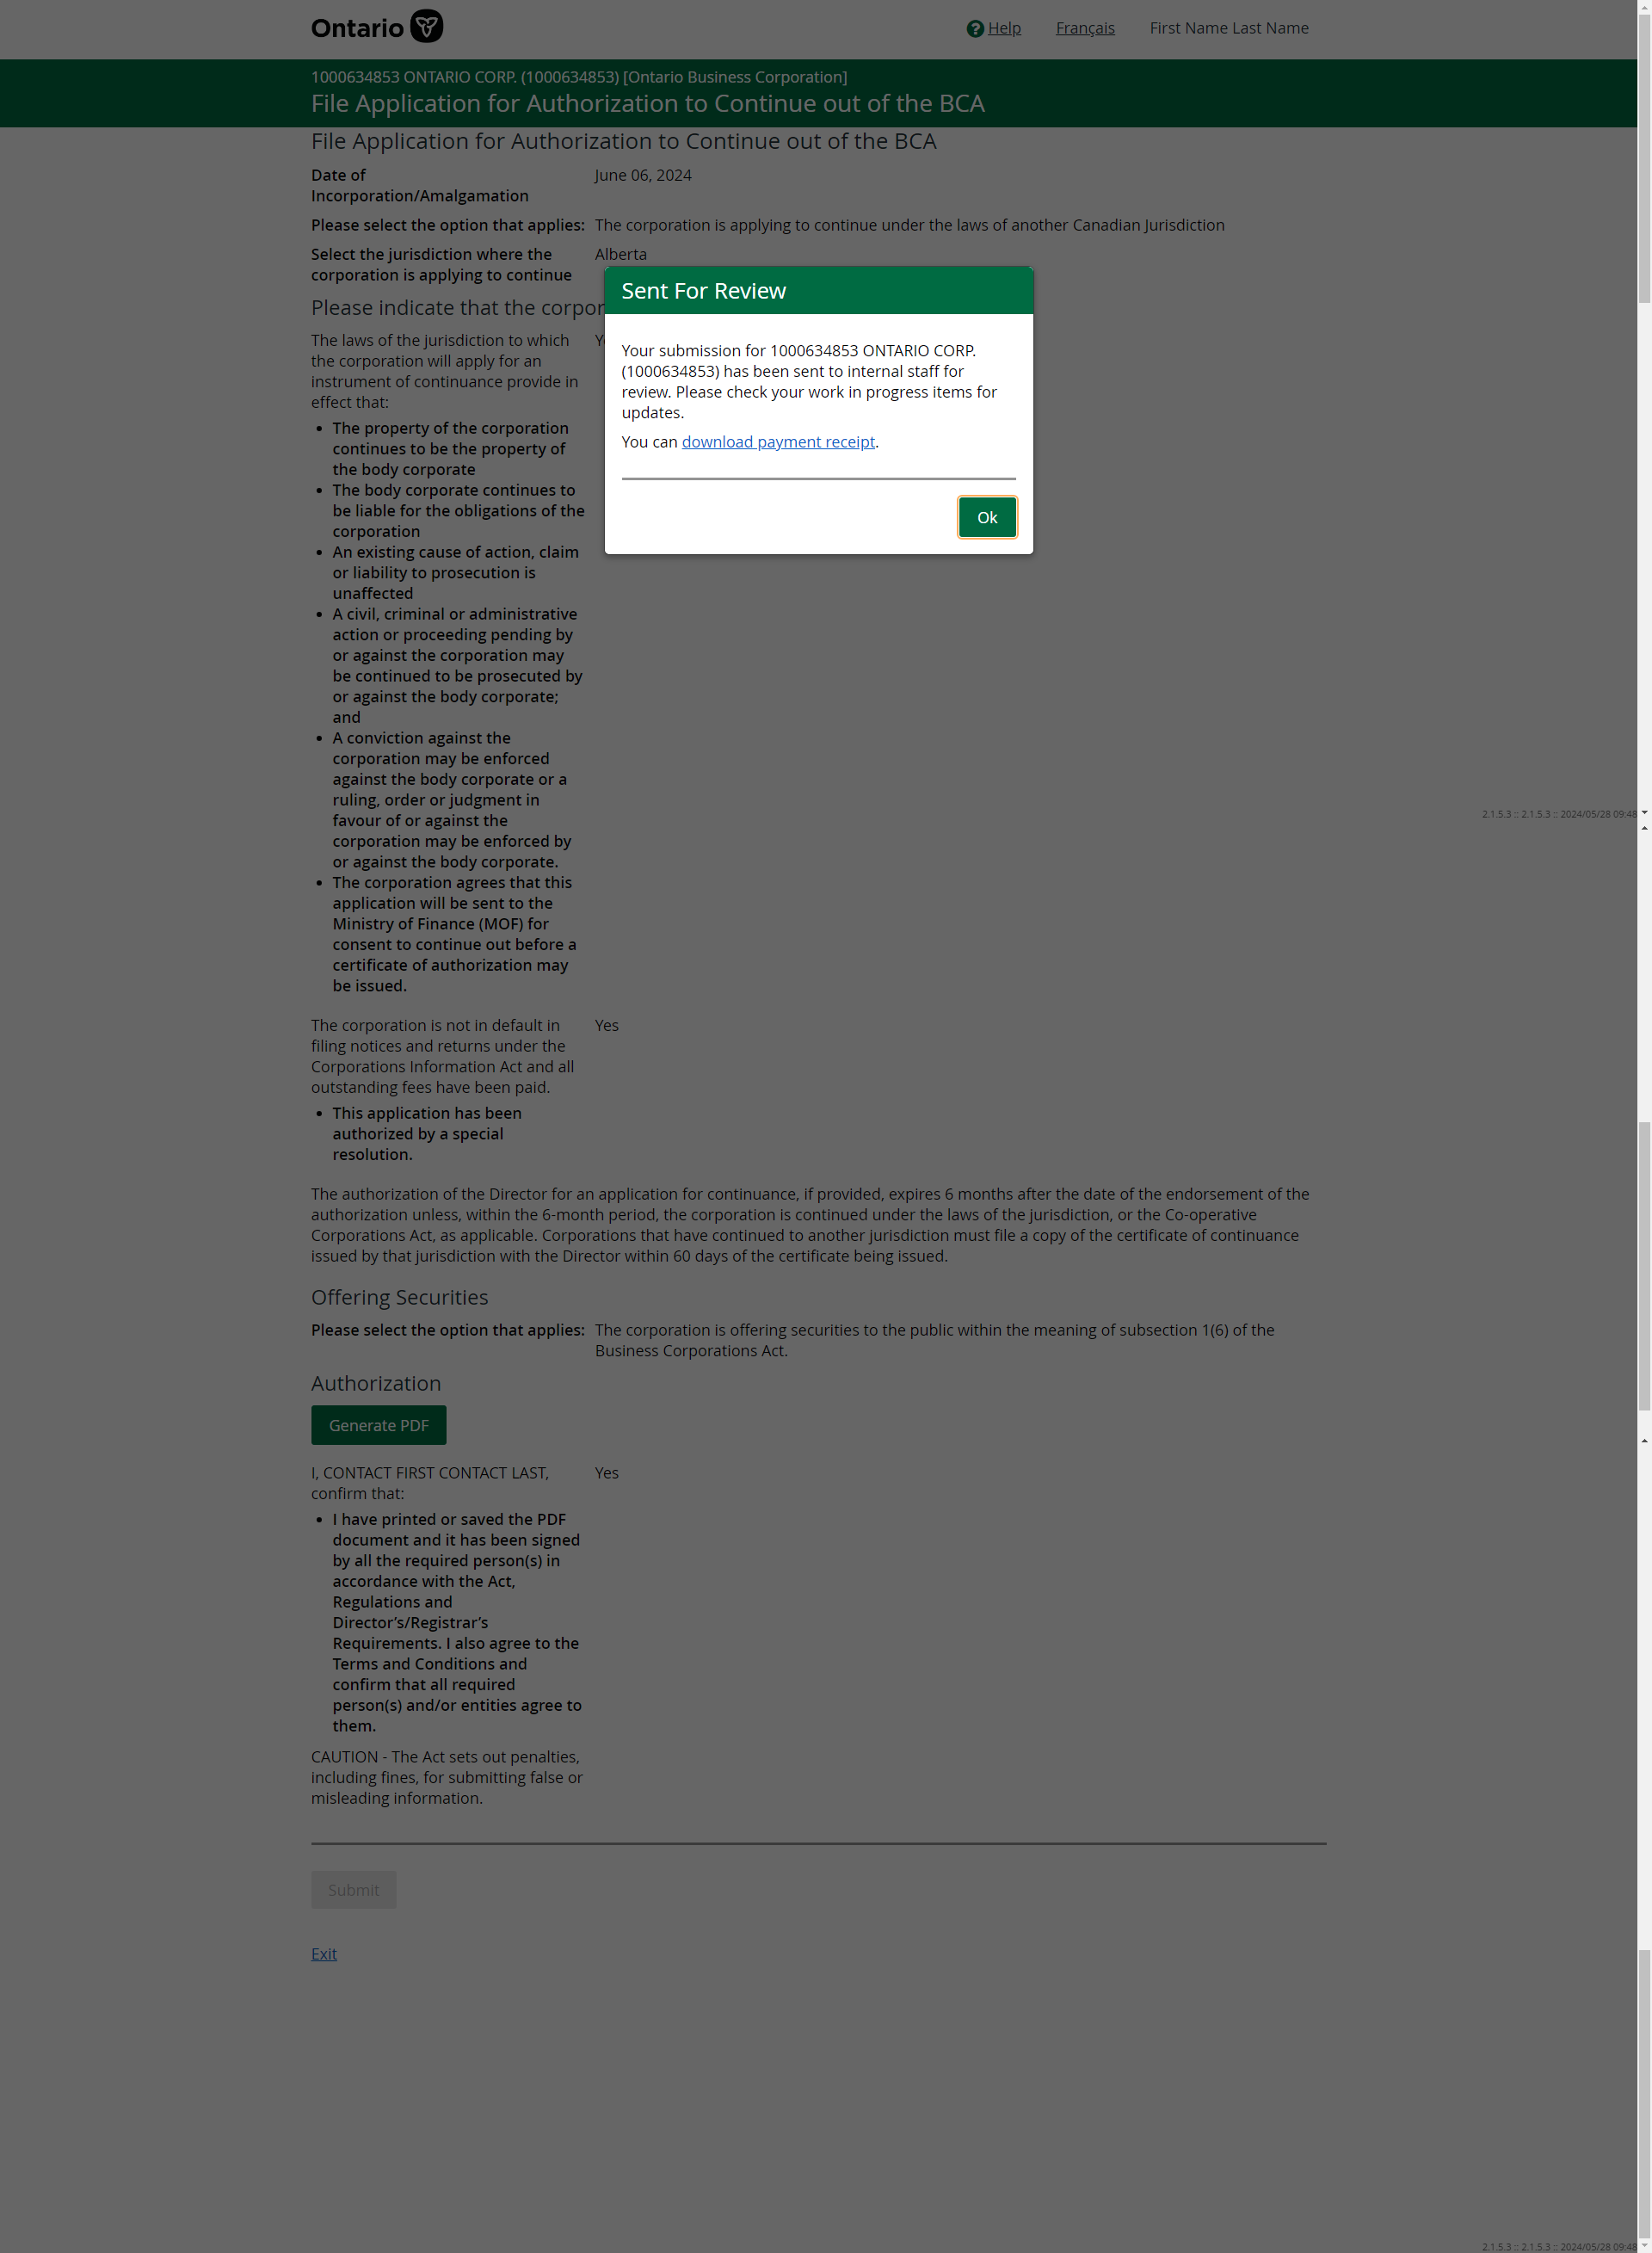 Ontario
Help Français First Name Last Name
1000634853 ONTARIO CORP. (1000634853) [Ontario Business Corporation]
File Application for Authorization to Continue out of the BCA
File Application for Authorization to Continue out of the BCA
Date of
Incorporation/Amalgamation
June 06, 2024
Please select the option that applies: The corporation is applying to continue under the laws of another Canadian Jurisdiction
Select the jurisdiction where the
corporation is applying to continue
Alberta
Please indicate that the corpor
The laws of the jurisdiction to which
the corporation will apply for an
instrument of continuance provide in
effect that:
• The property of the corporation
continues to be the property of
the body corporate
• The body corporate continues to
be liable for the obligations of the
corporation
• An existing cause of action, claim
or liability to prosecution is
unaffected
• A civil, criminal or administrative
action or proceeding pending by
or against the corporation may
be continued to be prosecuted by
or against the body corporate;
and
• A conviction against the
corporation may be enforced
against the body corporate or a
ruling, order or judgment in
favour of or against the
corporation may be enforced by
or against the body corporate.
• The corporation agrees that this
application will be sent to the
Ministry of Finance (MOF) for
consent to continue out before a
certificate of authorization may
be issued.
Sent For Review
Your submission for 1000634853 ONTARIO CORP.
(1000634853) has been sent to internal staff for
review. Please check your work in progress items for
updates.
You can download payment receipt.
Ok
2.1.5.3 :: 2.1.5.3 :: 2024/05/28 09:48
The corporation is not in default in
filing notices and returns under the
Corporations Information Act and all
outstanding fees have been paid.
Yes
• This application has been
authorized by a special
resolution.
The authorization of the Director for an application for continuance, if provided, expires 6 months after the date of the endorsement of the
authorization unless, within the 6-month period, the corporation is continued under the laws of the jurisdiction, or the Co-operative
Corporations Act, as applicable. Corporations that have continued to another jurisdiction must file a copy of the certificate of continuance
issued by that jurisdiction with the Director within 60 days of the certificate being issued.
Offering Securities
Please select the option that applies: The corporation is offering securities to the public within the meaning of subsection 1(6) of the
Business Corporations Act.
Authorization
Generate PDF
I, CONTACT FIRST CONTACT LAST,
confirm that:
Yes
• I have printed or saved the PDF
document and it has been signed
by all the required person(s) in
accordance with the Act,
Regulations and
Director’s/Registrar’s
Requirements. I also agree to the
Terms and Conditions and
confirm that all required
person(s) and/or entities agree to
them.
CAUTION - The Act sets out penalties,
including fines, for submitting false or
misleading information.
Submit
Exit
2.1.5.3 :: 2.1.5.3 :: 2024/05/28 09:48